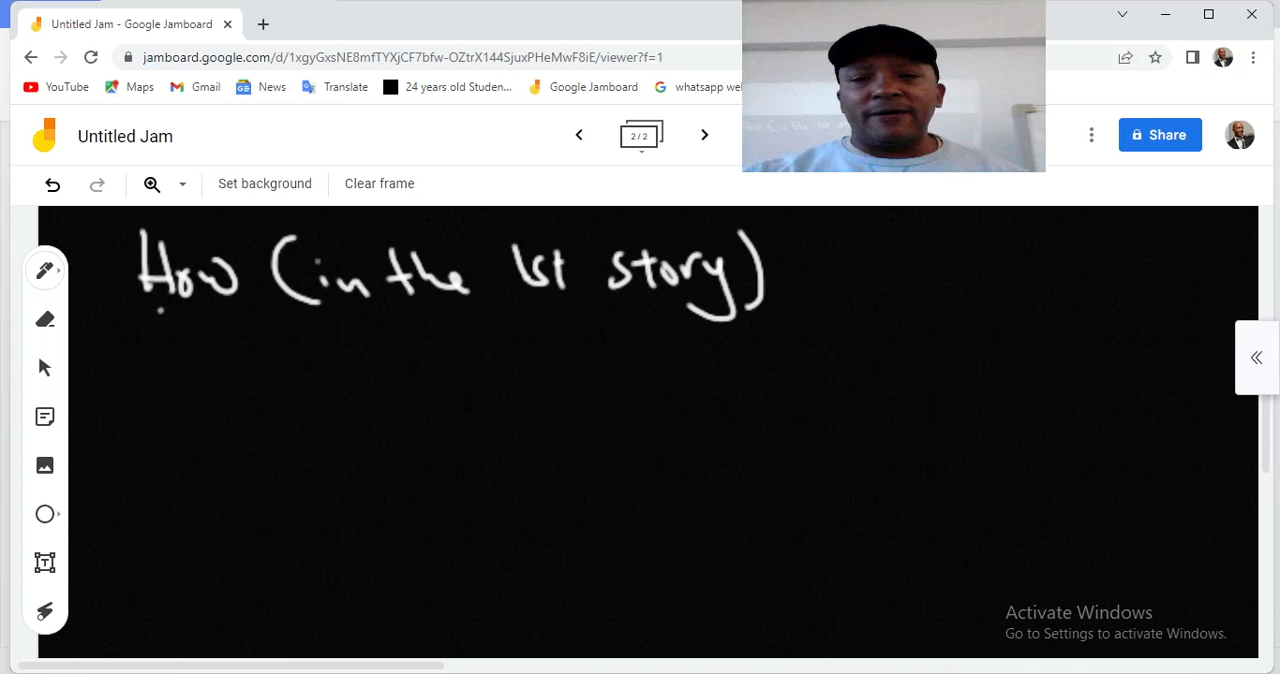 Untitled Jam - Google Jamboard
jamboard.google.com/d/1xgyGxsNE8mfTYXjCF7bfw-OZtrX144SjuxPHeMwF8iE/viewer?f=1
YouTube Maps Gmail News Translate 24 years old Studen... Google Jamboard whatsapp we
Untitled Jam 2/2 Share
Set background Clear frame
How (in the 1st story)
Activate Windows
Go to Settings to activate Windows.